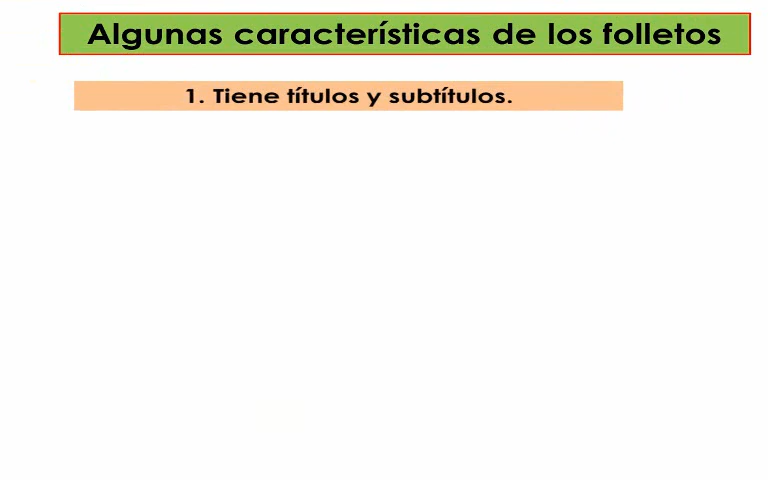 Algunas características de los folletos
1. Tiene títulos y subtítulos.